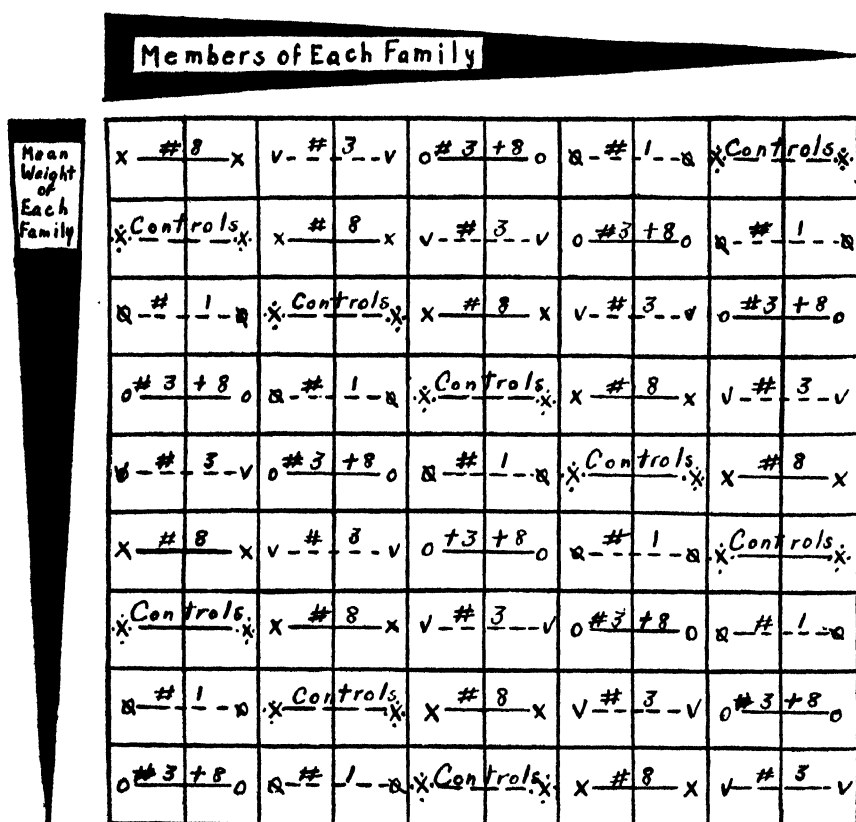 Members of Each Family
Mean
Weight
of
Each
Family
x # 8 x v # 3 v o # 3 + 8 o # 1 Controls
Controls x # 8 x v # 3 v o #3 + 8 o # 1
# 1 Controls x # 8 x v # 3 v o #3 + 8 o
o # 3 + 8 o # 1 Controls x # 8 x v # 3 v
v # 3 v o #3 + 8 o # 1 Controls x # 8 x
x # 8 x v # 3 v o +3 + 8 o # 1 Controls
Controls x # 8 x v # 3 v o #3 + 8 o # 1
# 1 Controls x # 8 x v # 3 v o # 3 + 8 o
o # 3 + 8 o # 1 Controls x # 8 x v # 3 v